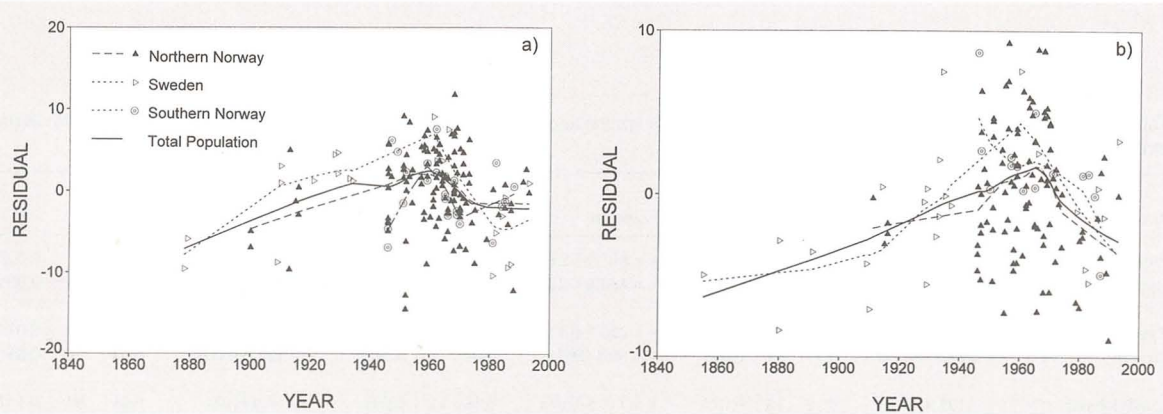 20
10
0
-10
-20
RESIDUAL
a)
Northern Norway
Sweden
Southern Norway
Total Population
1840 1860 1880 1900 1920 1940 1960 1980 2000
YEAR
10
0
-10
RESIDUAL
b)
1840 1860 1880 1900 1920 1940 1960 1980 2000
YEAR